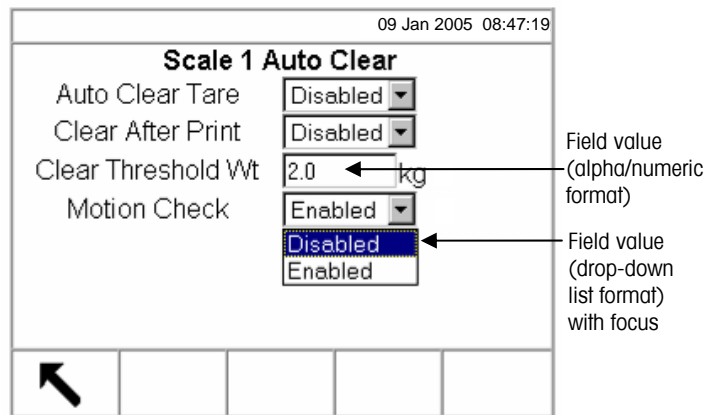 09 Jan 2005 08:47:19
Scale 1 Auto Clear
Auto Clear Tare Disabled
Clear After Print Disabled
Clear Threshold Wt 2.0 kg
Motion Check Enabled
Disabled
Enabled
Field value
(alpha/numeric
format)
Field value
(drop-down
list format)
with focus